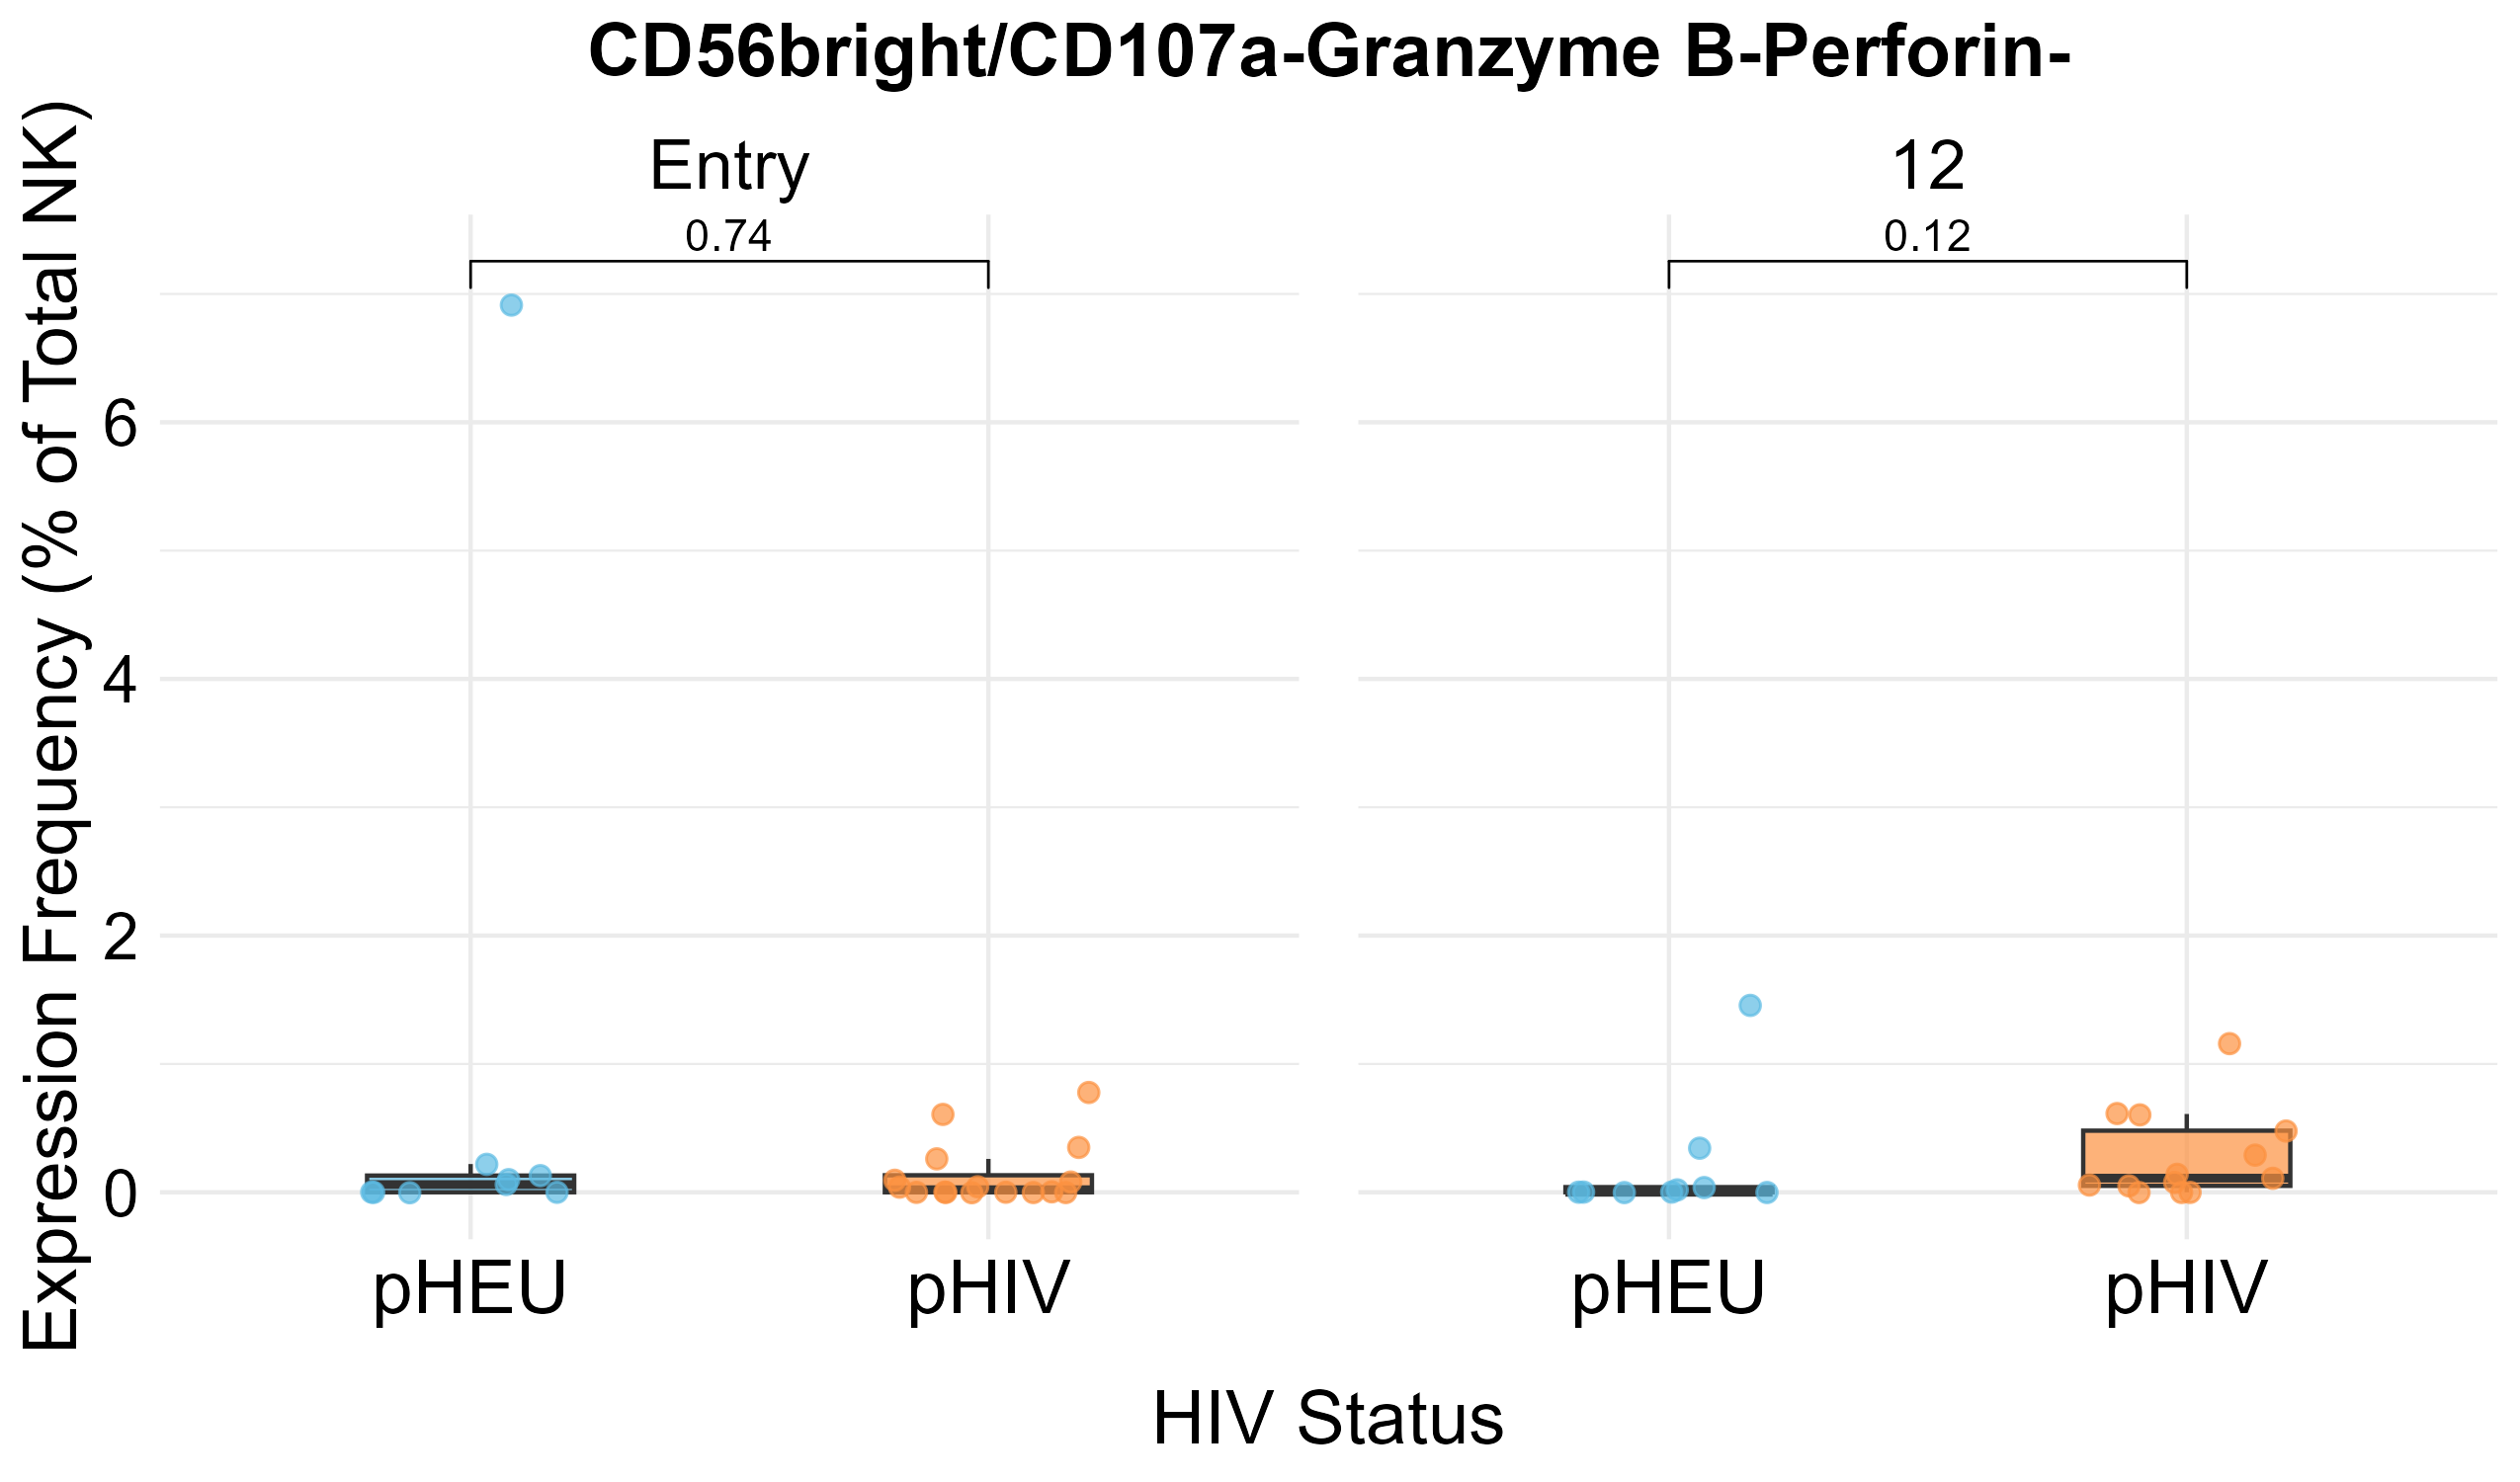 CD56bright/CD107a-Granzyme B-Perforin-
Entry
12
0.74
0.12
Expression Frequency (% of Total NK)
6
4
2
0
pHEU
pHIV
pHEU
pHIV
HIV Status